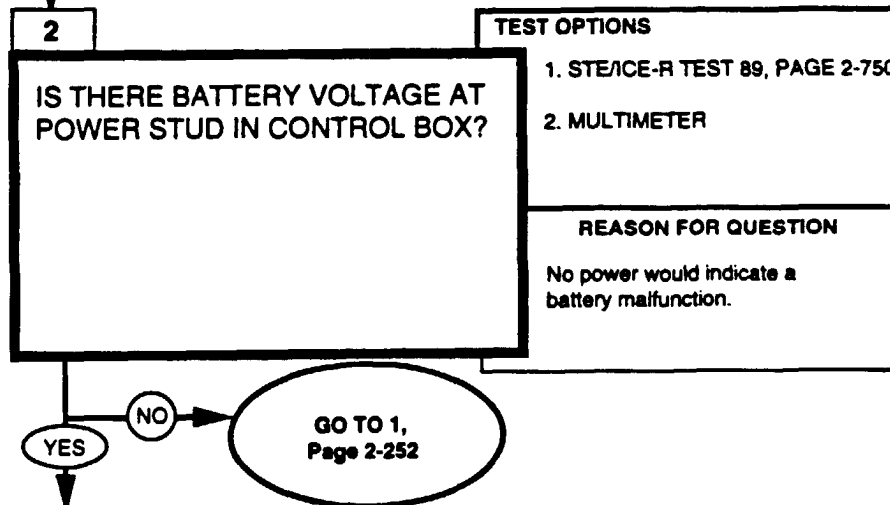 2
IS THERE BATTERY VOLTAGE AT
POWER STUD IN CONTROL BOX?
TEST OPTIONS
1. STE/ICE-R TEST 89, PAGE 2-750
2. MULTIMETER
REASON FOR QUESTION
No power would indicate a
battery malfunction.
NO
YES
GO TO 1,
Page 2-252